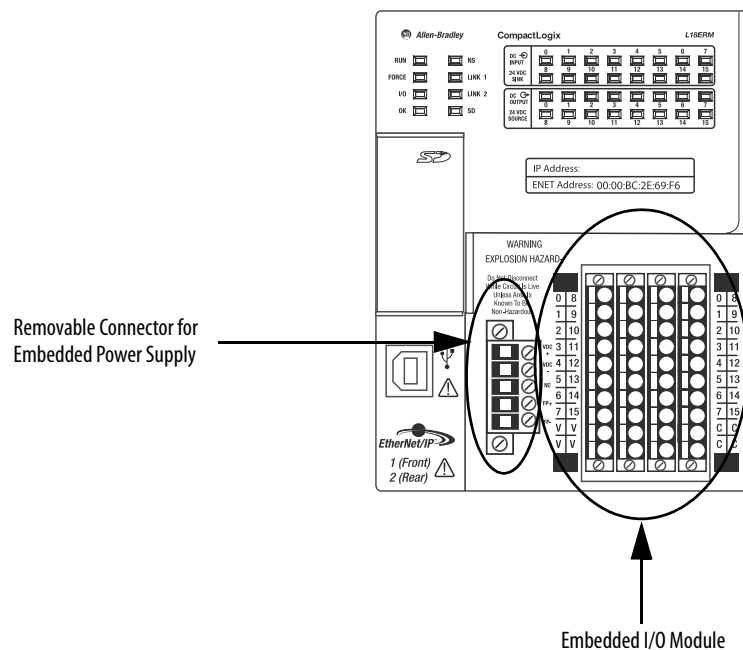 Allen-Bradley
CompactLogix
L18ERM
RUN
NS
FORCE
LINK 1
I/O
LINK 2
OK
SD
DC
INPUT
24 VDC
SINK
0 1 2 3 4 5 6 7
8 9 10 11 12 13 14 15
DC
OUTPUT
24 VDC
SOURCE
0 1 2 3 4 5 6 7
8 9 10 11 12 13 14 15
SD
IP Address:
ENET Address: 00:00:BC:2E:69:F6
WARNING
EXPLOSION HAZARD-
Do Not Disconnect
While Circuit Is Live
Unless Area Is
Known To Be
Non-Hazardous
Removable Connector for
Embedded Power Supply
VDC
+
VDC
-
NC
FP+
FP-
0 8
1 9
2 10
3 11
4 12
5 13
6 14
7 15
V V
V V
0 8
1 9
2 10
3 11
4 12
5 13
6 14
7 15
C C
C C
EtherNet/IP
1 (Front)
2 (Rear)
Embedded I/O Module